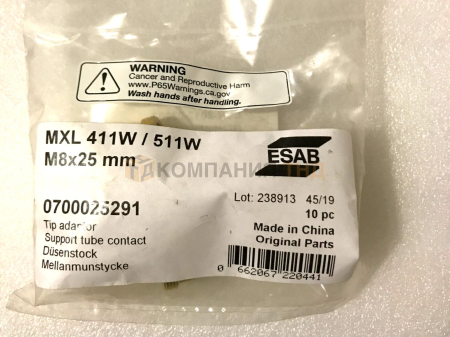 WARNING
Cancer and Reproductive Harm
www.P65Warnings.ca.gov
Wash hands after handling.
MXL 411W / 511W
M8x25 mm
ESAB
КОМПАНИЯ
0700025291
Lot: 238913 45/19
10 pc
Tip adaptor
Made in China
Support tube contact
Original Parts
Düsenstock
Mellanmunstycke
0 662067 220441